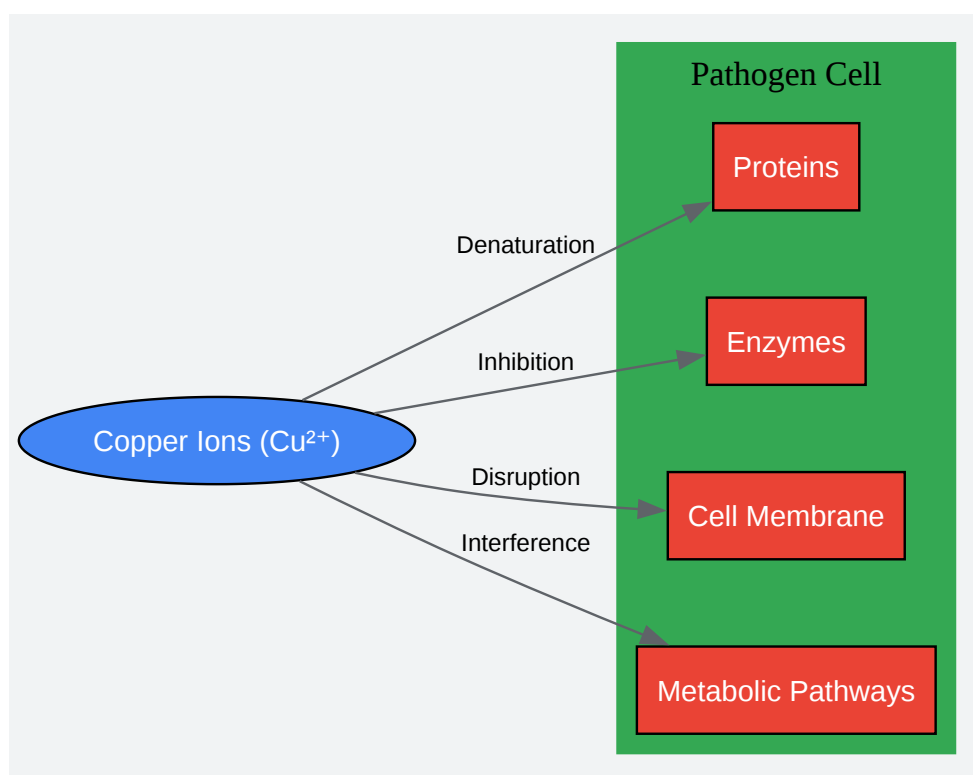 Pathogen Cell
Proteins
Denaturation
Enzymes
Inhibition
Copper Ions (Cu²⁺)
Disruption
Cell Membrane
Interference
Metabolic Pathways